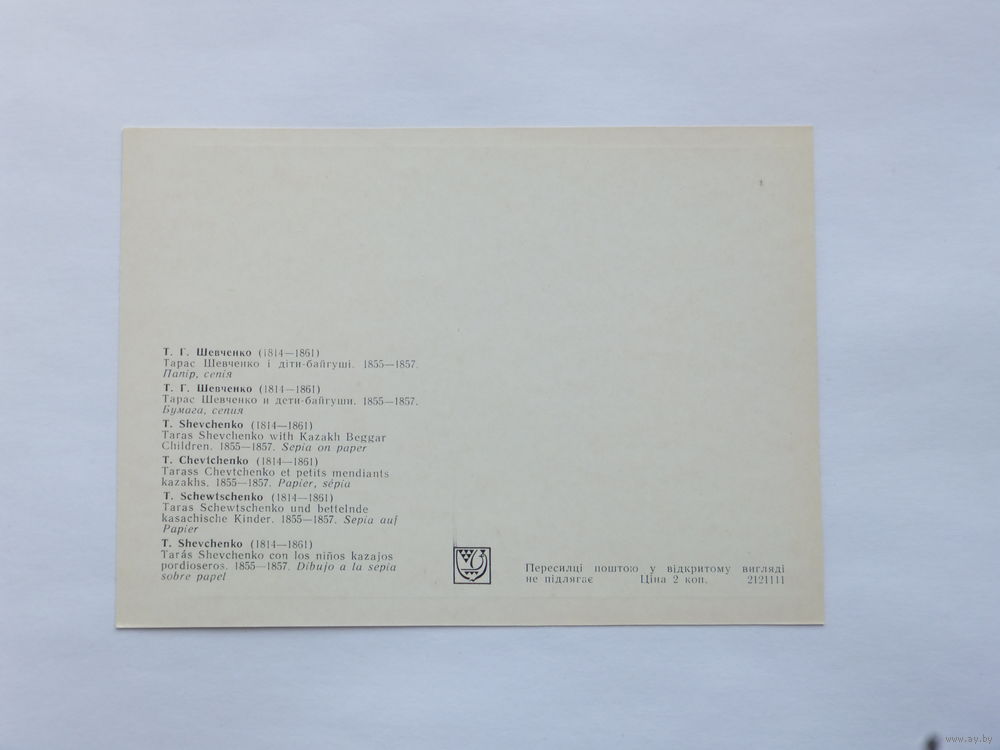 Т. Г. Шевченко (1814—1861)
Тарас Шевченко і діти-байгуші. 1855—1857.
Папір, сепія
Т. Г. Шевченко (1814—1861)
Тарас Шевченко и дети-байгуши. 1855—1857.
Бумага, сепия
T. Shevchenko (1814—1861)
Taras Shevchenko with Kazakh Beggar
Children. 1855—1857. Sepia on paper
T. Chevtchenko (1814—1861)
Tarass Chevtchenko et petits mendiants
kazakhs. 1855—1857. Papier, sépia
T. Schewtschenko (1814—1861)
Taras Schewtschenko und bettelnde
kasachische Kinder. 1855—1857. Sepia auf
Papier
T. Shevchenko (1814—1861)
Tarás Shevchenko con los niños kazajos
pordioseros. 1855—1857. Dibujo a la sepia
sobre papel
Пересилці поштою у відкритому вигляді
не підлягає Ціна 2 коп. 2121111
www.ay.by